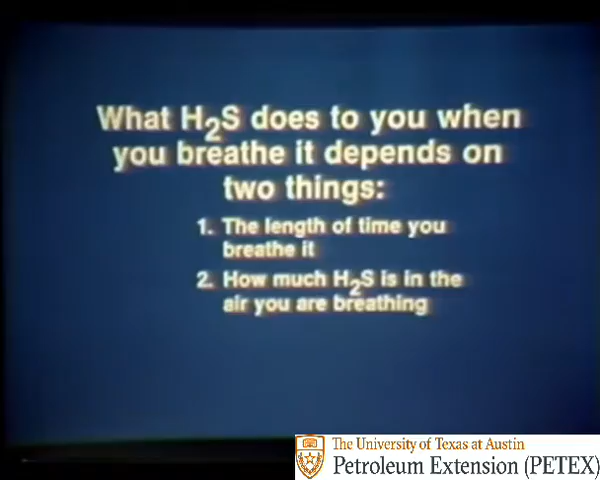 What H₂S does to you when
you breathe it depends on
two things:
1. The length of time you
breathe it
2. How much H₂S is in the
air you are breathing
The University of Texas at Austin
Petroleum Extension (PETEX)